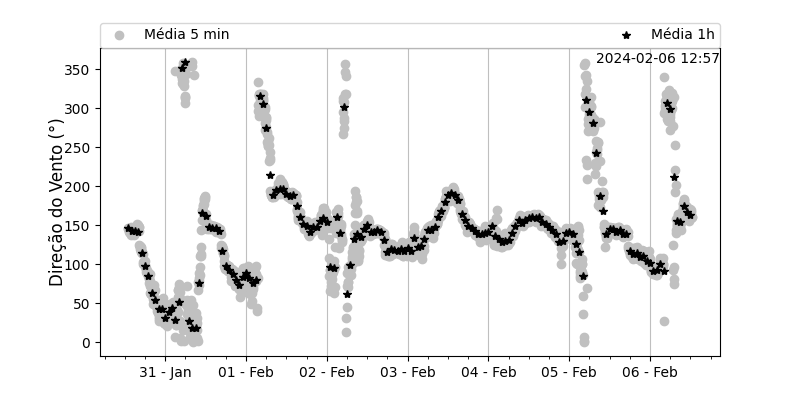 Média 5 min
Média 1h
2024-02-06 12:57
Direção do Vento (°)
350
300
250
200
150
100
50
0
31 - Jan
01 - Feb
02 - Feb
03 - Feb
04 - Feb
05 - Feb
06 - Feb